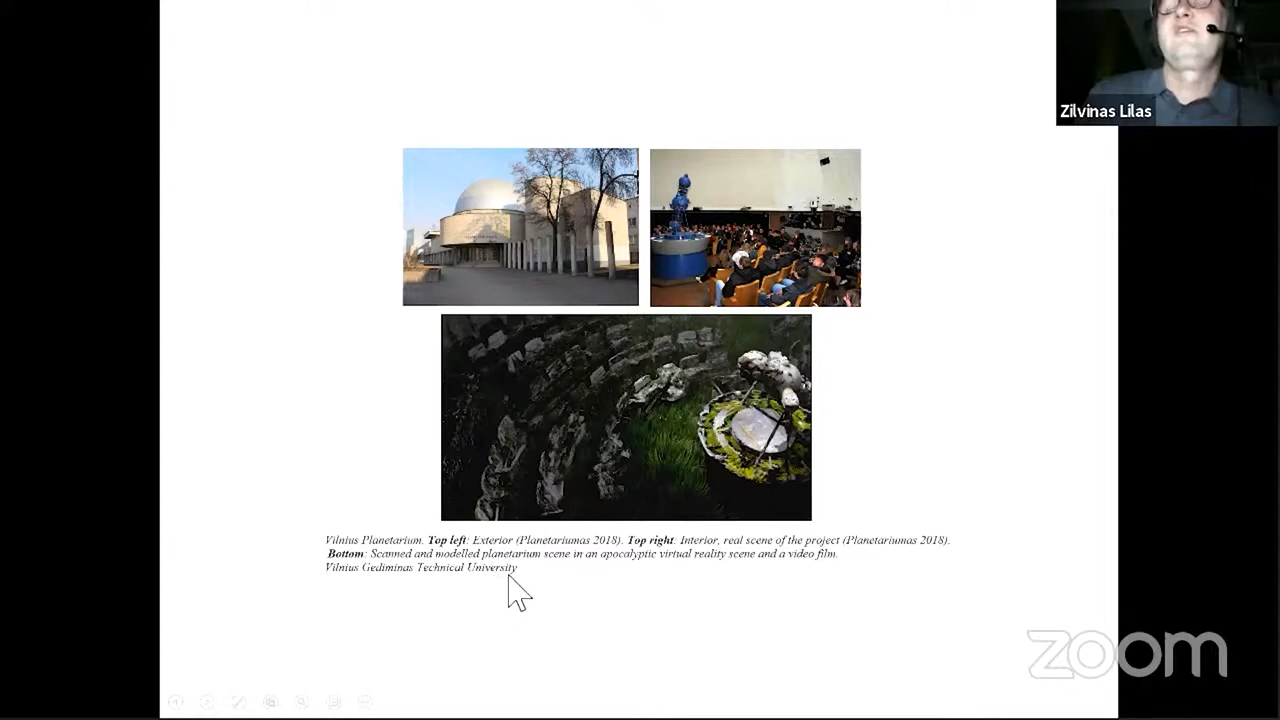 Zilvinas Lilas
Vilnius Planetarium. Top left: Exterior (Planetariumas 2018). Top right: Interior, real scene of the project (Planetariumas 2018).
Bottom: Scanned and modelled planetarium scene in an apocalyptic virtual reality scene and a video film.
Vilnius Gediminas Technical University
zoom